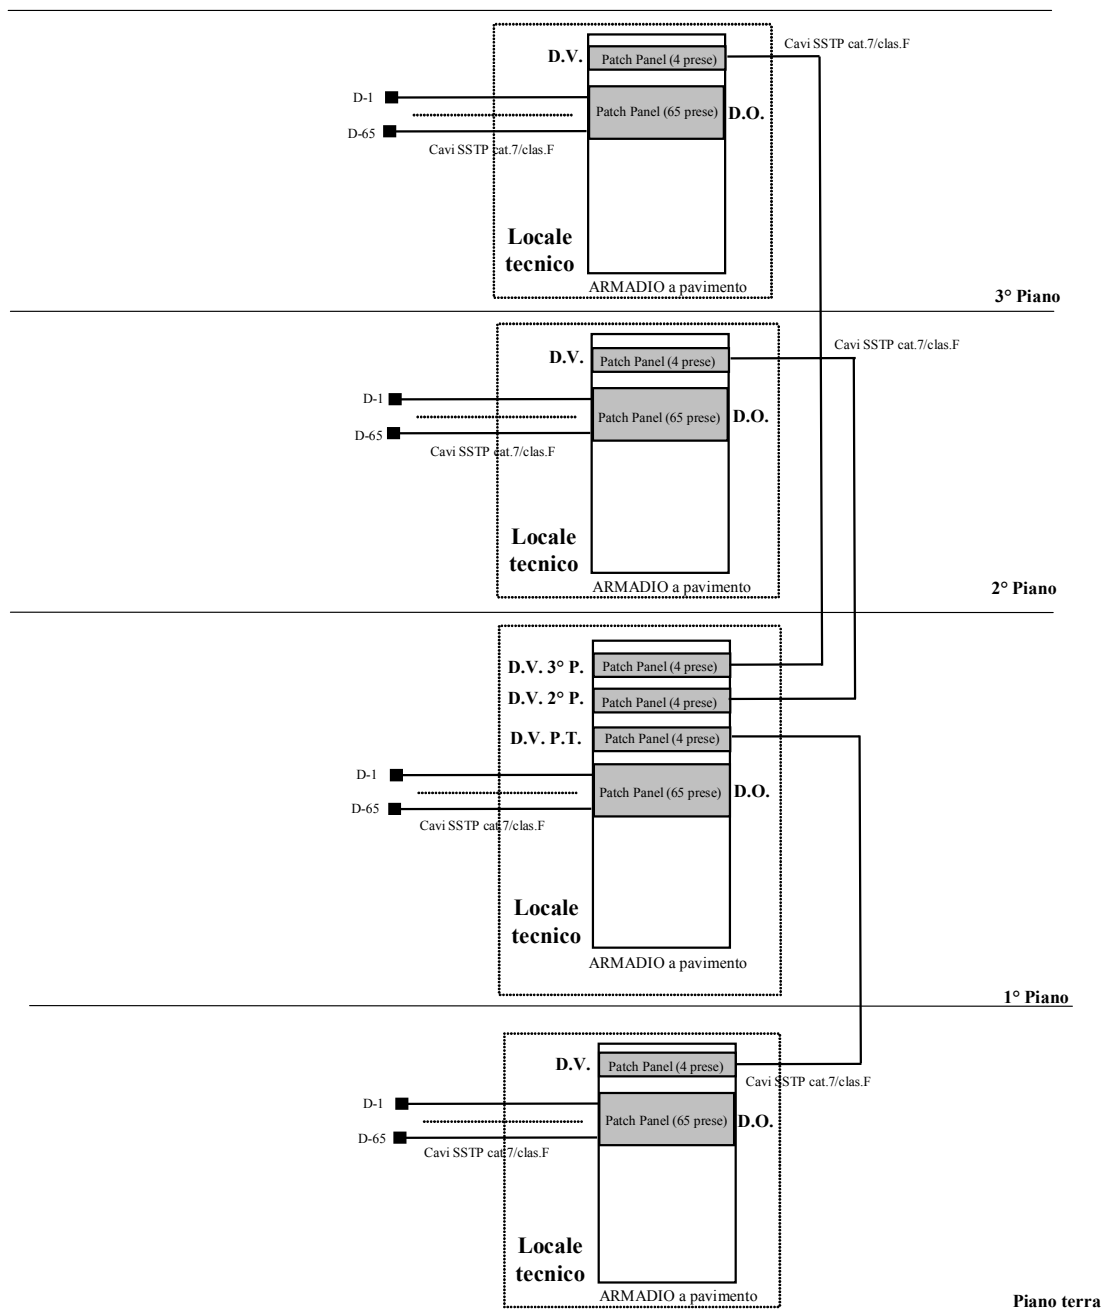 Cavi SSTP cat.7/clas.F
D.V.
Patch Panel (4 prese)
D-1
Patch Panel (65 prese)
D.O.
D-65
Cavi SSTP cat.7/clas.F
Locale
tecnico
ARMADIO a pavimento
3° Piano
Cavi SSTP cat.7/clas.F
D.V.
Patch Panel (4 prese)
D-1
Patch Panel (65 prese)
D.O.
D-65
Cavi SSTP cat.7/clas.F
Locale
tecnico
ARMADIO a pavimento
2° Piano
D.V. 3° P.
Patch Panel (4 prese)
D.V. 2° P.
Patch Panel (4 prese)
D.V. P.T.
Patch Panel (4 prese)
D-1
Patch Panel (65 prese)
D.O.
D-65
Cavi SSTP cat.7/clas.F
Locale
tecnico
ARMADIO a pavimento
1° Piano
D.V.
Patch Panel (4 prese)
Cavi SSTP cat.7/clas.F
D-1
Patch Panel (65 prese)
D.O.
D-65
Cavi SSTP cat.7/clas.F
Locale
tecnico
ARMADIO a pavimento
Piano terra